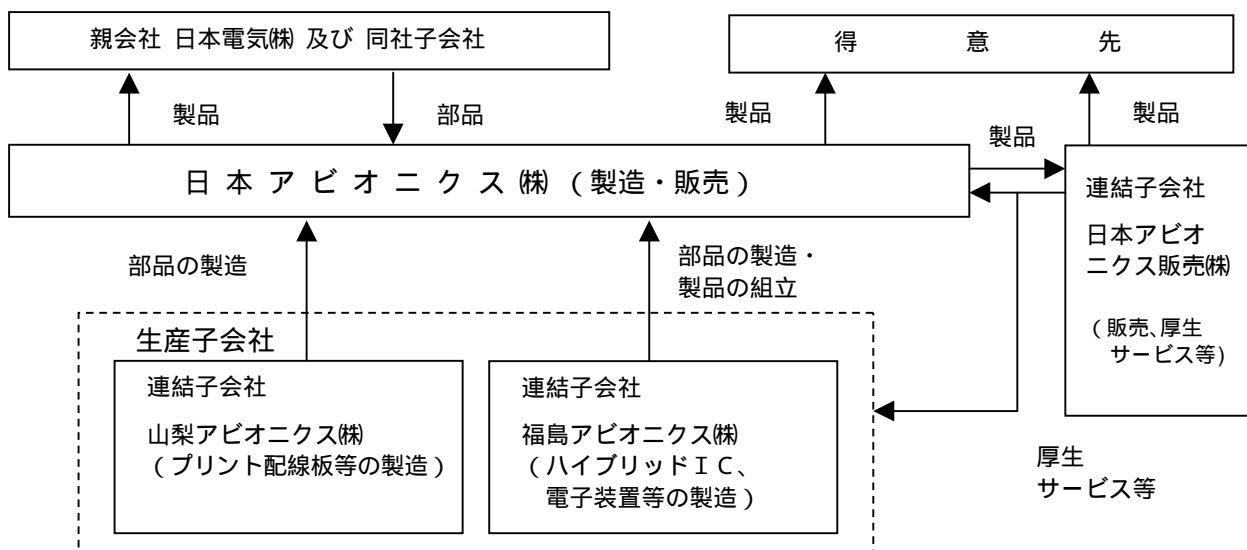 親会社 日本電気㈱ 及び 同社子会社
得 意 先
製品
部品
製品
製品
製品
日 本 ア ビ オ ニ ク ス ㈱ (製造・販売)
連結子会社
日本アビオ
ニクス販売㈱
(販売、厚生
サービス等)
部品の製造
部品の製造・
製品の組立
生産子会社
連結子会社
山梨アビオニクス㈱
(プリント配線板等の製造)
連結子会社
福島アビオニクス㈱
(ハイブリッドIC、
電子装置等の製造)
厚生
サービス等